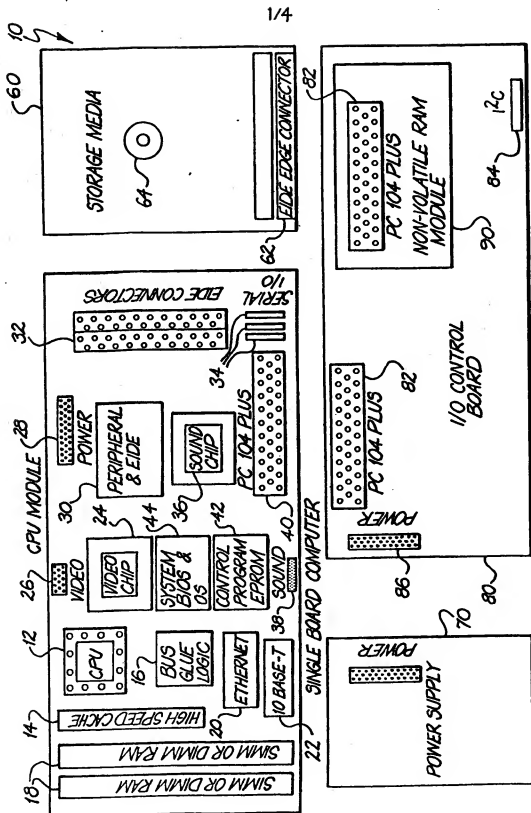 1/4
10
CPU MODULE
12
CPU
14
HIGH SPEED CACHE
16
BUS
GLUE
LOGIC
18
SIMM OR DIMM RAM
SIMM OR DIMM RAM
20
ETHERNET
22
10 BASE-T
26
VIDEO
24
VIDEO
CHIP
44
SYSTEM
BIOS &
OS
42
CONTROL
PROGRAM
EPROM
38
SOUND
28
POWER
30
PERIPHERAL
& EIDE
36
SOUND
CHIP
40
PC 104 PLUS
32
EIDE CONNECTORS
34
SERIAL
I/O
SINGLE BOARD COMPUTER
60
STORAGE MEDIA
64
62
EIDE EDGE CONNECTOR
70
POWER SUPPLY
POWER
80
86
POWER
82
PC 104 PLUS
I/O CONTROL
BOARD
82
PC 104 PLUS
NON-VOLATILE RAM
MODULE
90
84
I2C